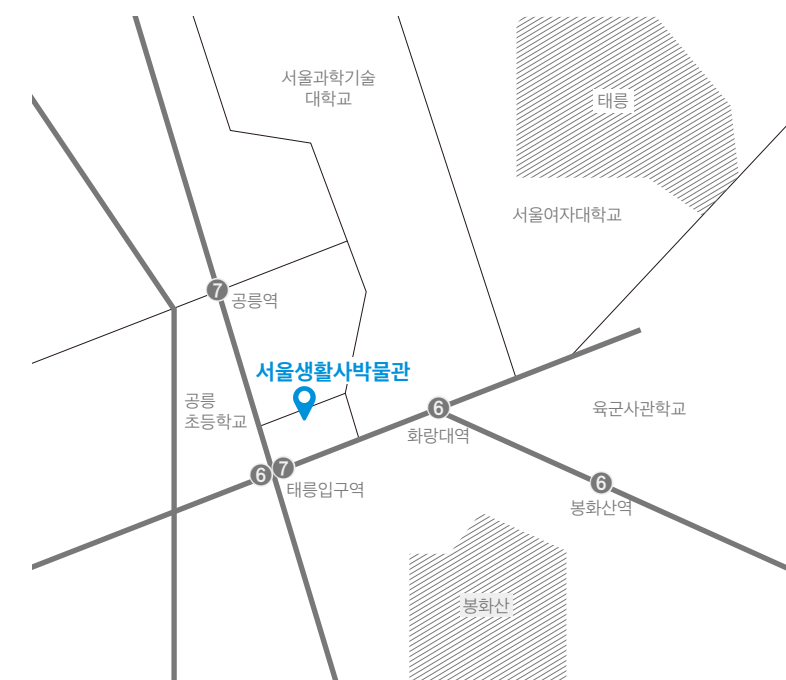 서울과학기술
대학교
태릉
서울여자대학교
7
공릉역
서울생활사박물관
공릉
초등학교
6
화랑대역
육군사관학교
6
7
태릉입구역
6
봉화산역
봉화산